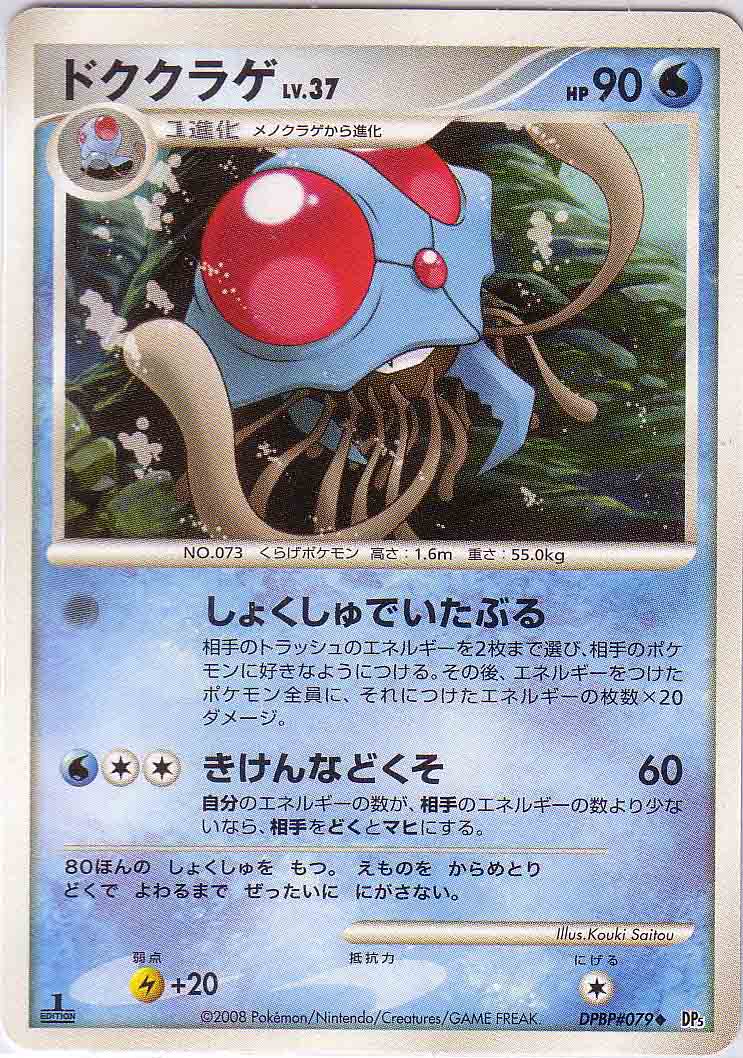 ドククラゲ LV.37 HP 90
1進化 メノクラゲから進化
NO.073 くらげポケモン 高さ:1.6m 重さ:55.0kg
しょくしゅでいたぶる
相手のトラッシュのエネルギーを2枚まで選び、相手のポケ
モンに好きなようにつける。その後、エネルギーをつけた
ポケモン全員に、それにつけたエネルギーの枚数×20
ダメージ。
きけんなどくそ 60
自分のエネルギーの数が、相手のエネルギーの数より少な
いなら、相手をどくとマヒにする。
80ほんの しょくしゅを もつ。 えものを からめとり
どくで よわるまで ぜったいに にがさない。
Illus.Kouki Saitou
弱点 抵抗力 にげる
+20
1 EDITION ©2008 Pokémon/Nintendo/Creatures/GAME FREAK. DPBP#079◆ DP5